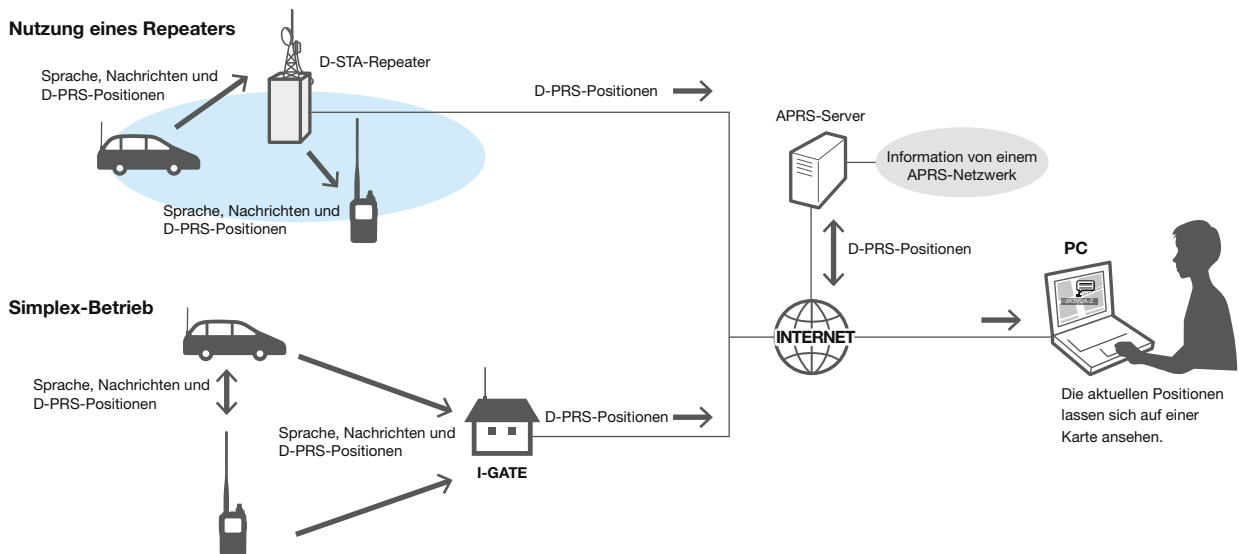 Nutzung eines Repeaters
Sprache, Nachrichten und
D-PRS-Positionen
D-STA-Repeater
Sprache, Nachrichten und
D-PRS-Positionen
D-PRS-Positionen
APRS-Server
Information von einem
APRS-Netzwerk
D-PRS-Positionen
INTERNET
PC
JA3YUA-Z
Die aktuellen Positionen
lassen sich auf einer
Karte ansehen.
Simplex-Betrieb
Sprache, Nachrichten und
D-PRS-Positionen
Sprache, Nachrichten und
D-PRS-Positionen
I-GATE
D-PRS-Positionen